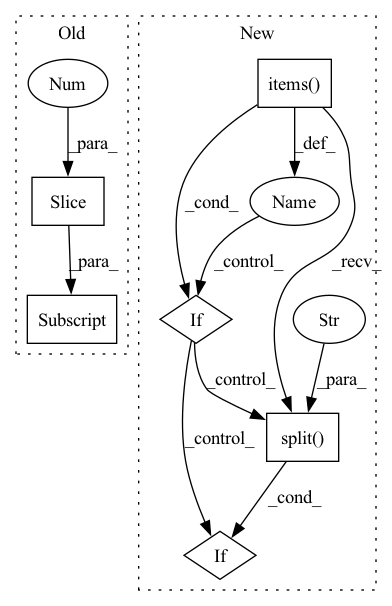 Old
New
Num
items()
_para_
_def_
Slice
Name
_cond_
_para_
_control_
_recv_
Subscript
If
Str
_control_
_para_
_control_
split()
_cond_
If